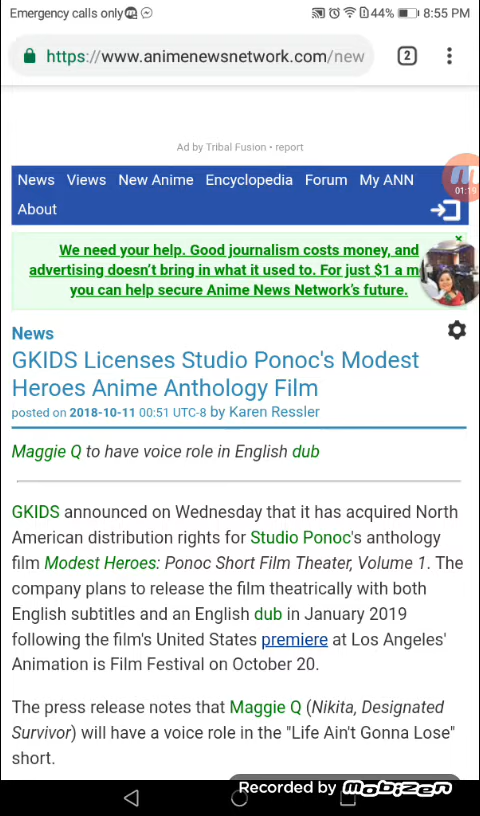 Emergency calls only 44% 8:55 PM
https://www.animenewsnetwork.com/new 2
Ad by Tribal Fusion • report
News Views New Anime Encyclopedia Forum My ANN
01:19
About
We need your help. Good journalism costs money, and
advertising doesn't bring in what it used to. For just $1 a
you can help secure Anime News Network's future.
News
GKIDS Licenses Studio Ponoc's Modest
Heroes Anime Anthology Film
posted on 2018-10-11 00:51 UTC-8 by Karen Ressler
Maggie Q to have voice role in English dub
GKIDS announced on Wednesday that it has acquired North
American distribution rights for Studio Ponoc's anthology
film Modest Heroes: Ponoc Short Film Theater, Volume 1. The
company plans to release the film theatrically with both
English subtitles and an English dub in January 2019
following the film's United States premiere at Los Angeles'
Animation is Film Festival on October 20.
The press release notes that Maggie Q (Nikita, Designated
Survivor) will have a voice role in the "Life Ain't Gonna Lose"
short.
Recorded by mobizen